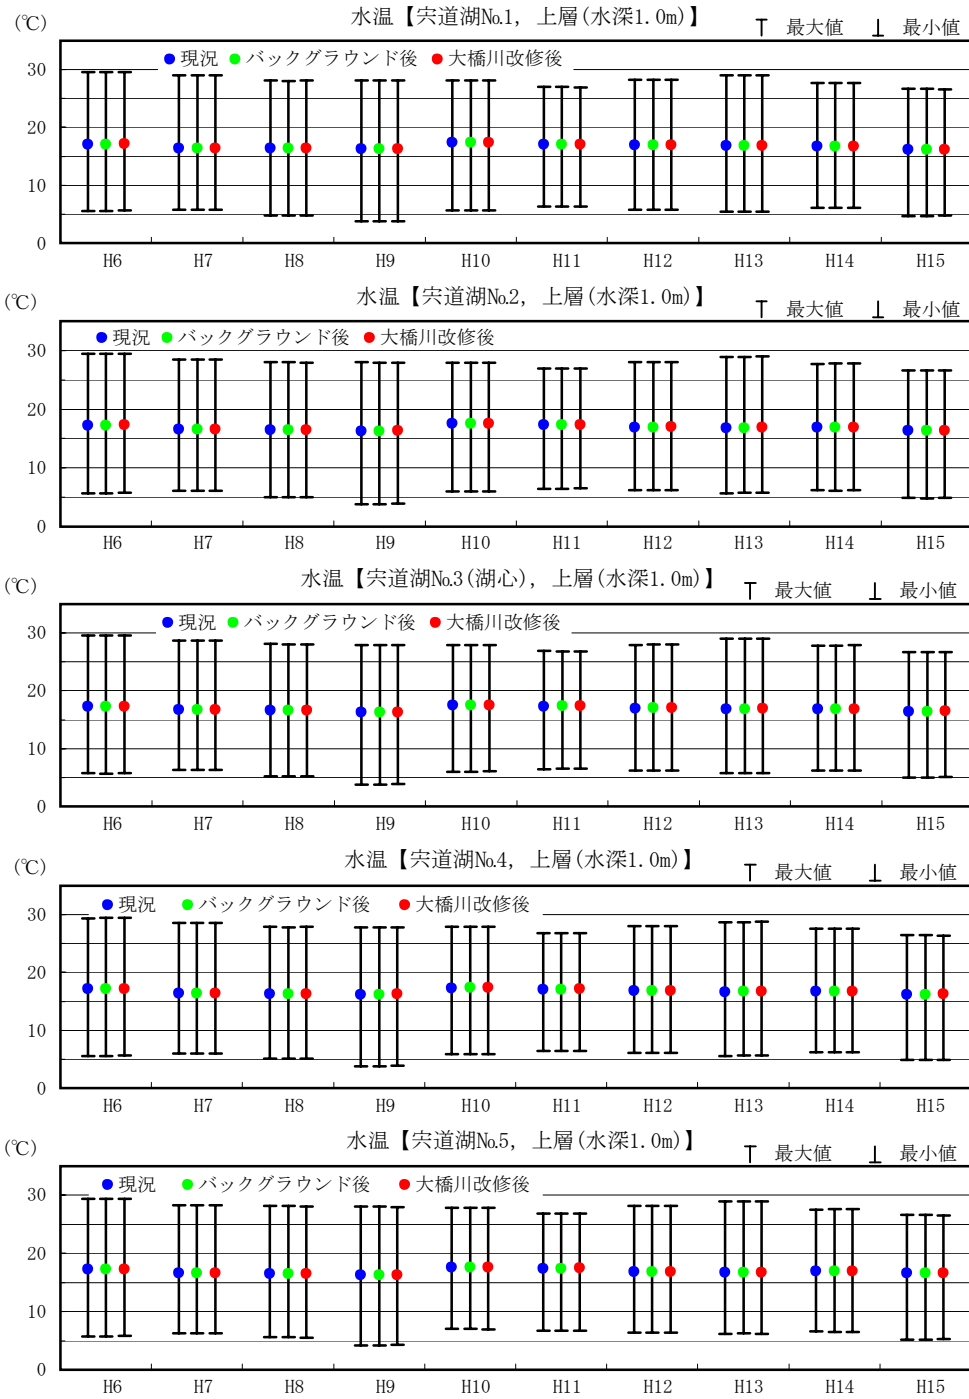 水温【宍道湖№1, 上層(水深1.0m)】
(℃) 最大値 最小値
現況 バックグラウンド後 大橋川改修後
30
20
10
0
H6 H7 H8 H9 H10 H11 H12 H13 H14 H15
水温【宍道湖№2, 上層(水深1.0m)】
(℃) 最大値 最小値
現況 バックグラウンド後 大橋川改修後
30
20
10
0
H6 H7 H8 H9 H10 H11 H12 H13 H14 H15
水温【宍道湖№3(湖心), 上層(水深1.0m)】
(℃) 最大値 最小値
現況 バックグラウンド後 大橋川改修後
30
20
10
0
H6 H7 H8 H9 H10 H11 H12 H13 H14 H15
水温【宍道湖№4, 上層(水深1.0m)】
(℃) 最大値 最小値
現況 バックグラウンド後 大橋川改修後
30
20
10
0
H6 H7 H8 H9 H10 H11 H12 H13 H14 H15
水温【宍道湖№5, 上層(水深1.0m)】
(℃) 最大値 最小値
現況 バックグラウンド後 大橋川改修後
30
20
10
0
H6 H7 H8 H9 H10 H11 H12 H13 H14 H15